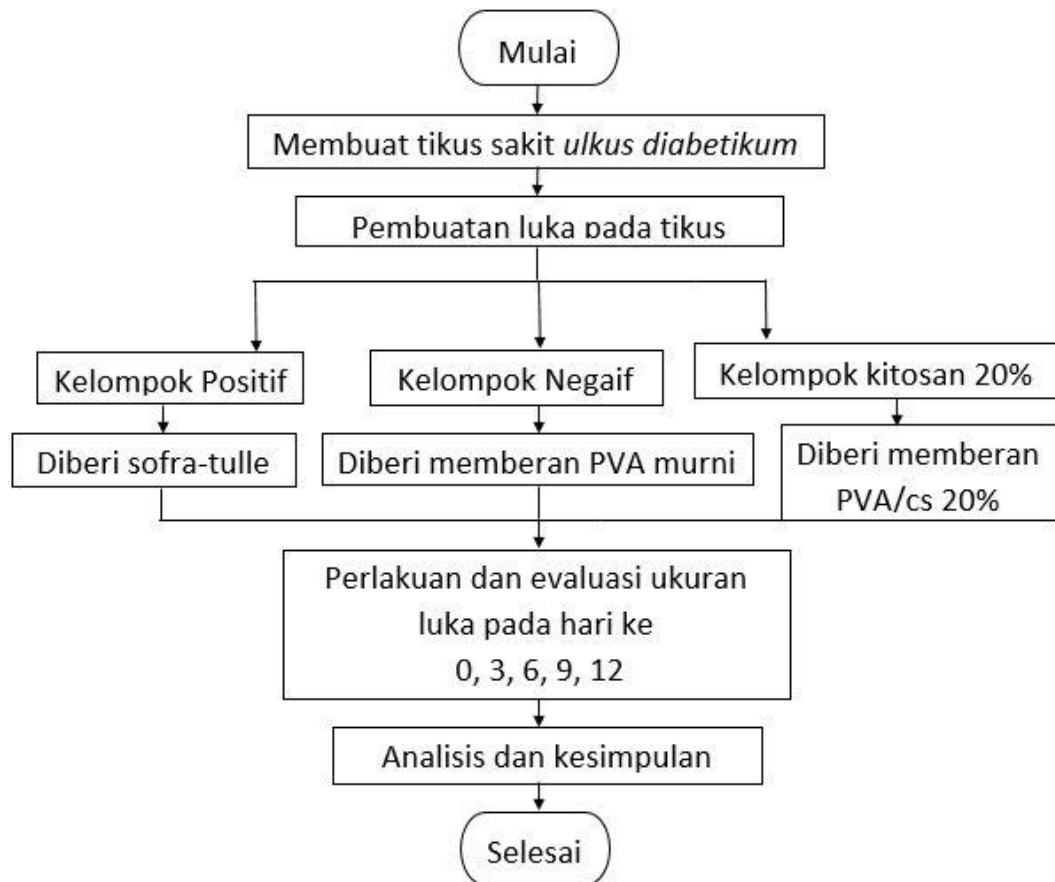 Mulai
Membuat tikus sakit ulkus diabetikum
Pembuatan luka pada tikus
Kelompok Positif
Kelompok Negaif
Kelompok kitosan 20%
Diberi sofra-tulle
Diberi memberan PVA murni
Diberi memberan
PVA/cs 20%
Perlakuan dan evaluasi ukuran
luka pada hari ke
0, 3, 6, 9, 12
Analisis dan kesimpulan
Selesai